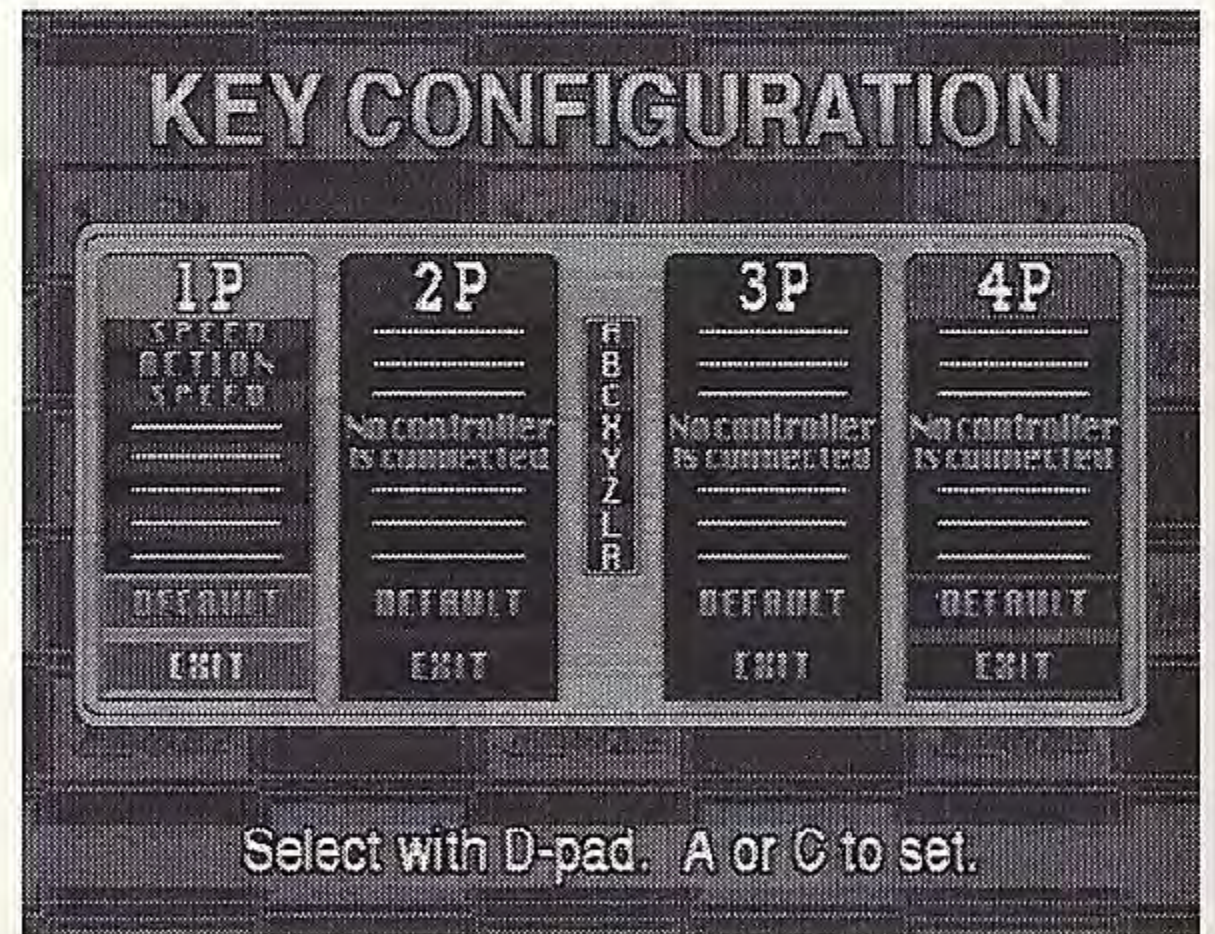 KEY CONFIGURATION
1P
SPEED
ACTION
SPEED
DEFAULT
EXIT
2P
No controller
is connected
DEFAULT
EXIT
A
B
C
X
Y
Z
L
R
3P
No controller
is connected
DEFAULT
EXIT
4P
No controller
is connected
DEFAULT
EXIT
Select with D-pad. A or C to set.